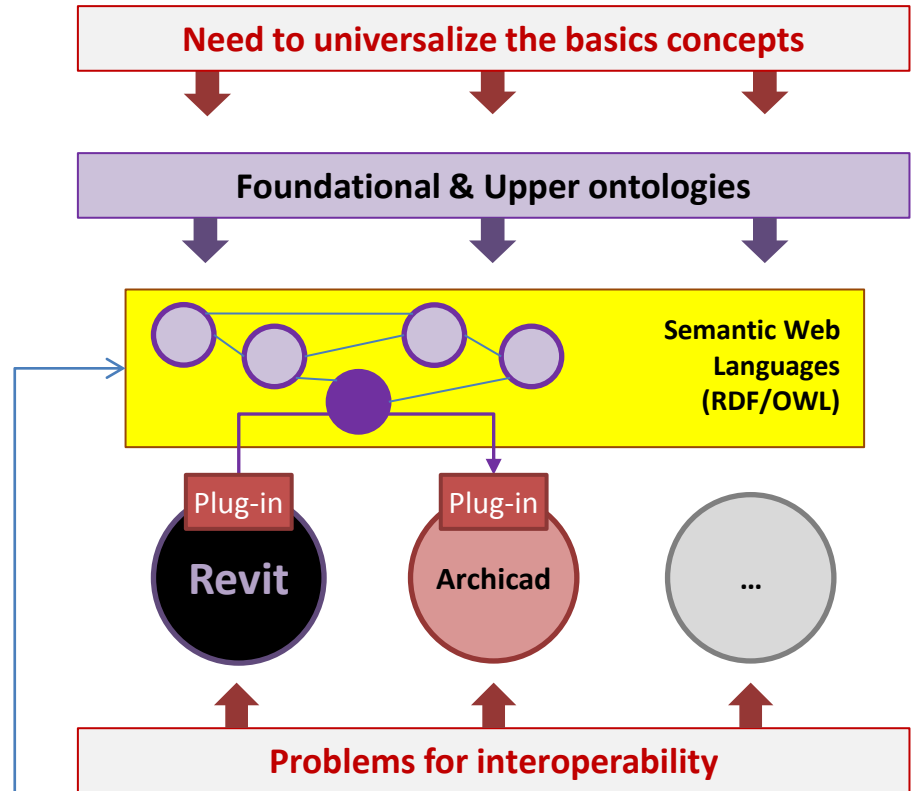 Need to universalize the basics concepts
Foundational & Upper ontologies
Semantic Web
Languages
(RDF/OWL)
Plug-in
Plug-in
Revit
Archicad
...
Problems for interoperability